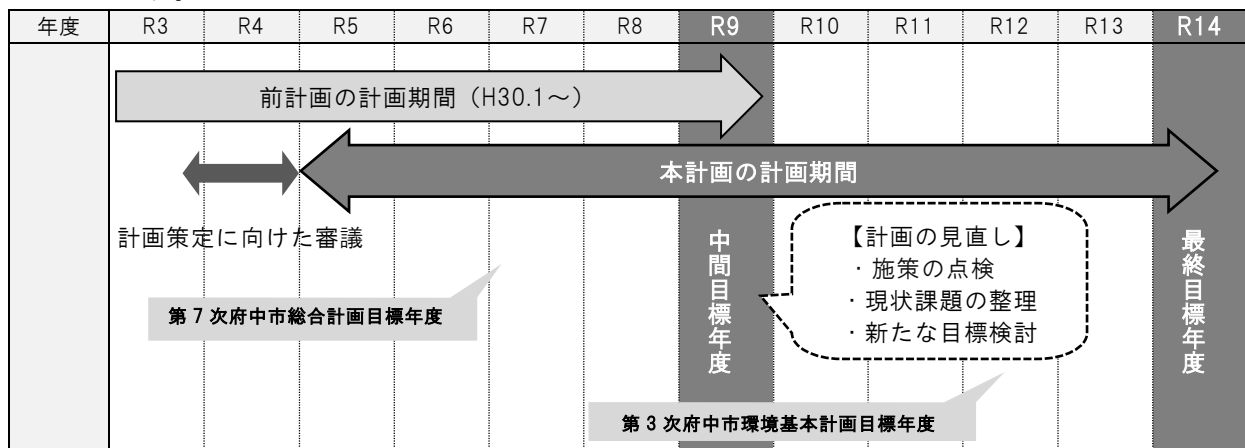 年度 R3 R4 R5 R6 R7 R8 R9 R10 R11 R12 R13 R14
前計画の計画期間（H30.1～）
本計画の計画期間
計画策定に向けた審議
第7次府中市総合計画目標年度
中間目標年度
【計画の見直し】
・施策の点検
・現状課題の整理
・新たな目標検討
最終目標年度
第3次府中市環境基本計画目標年度